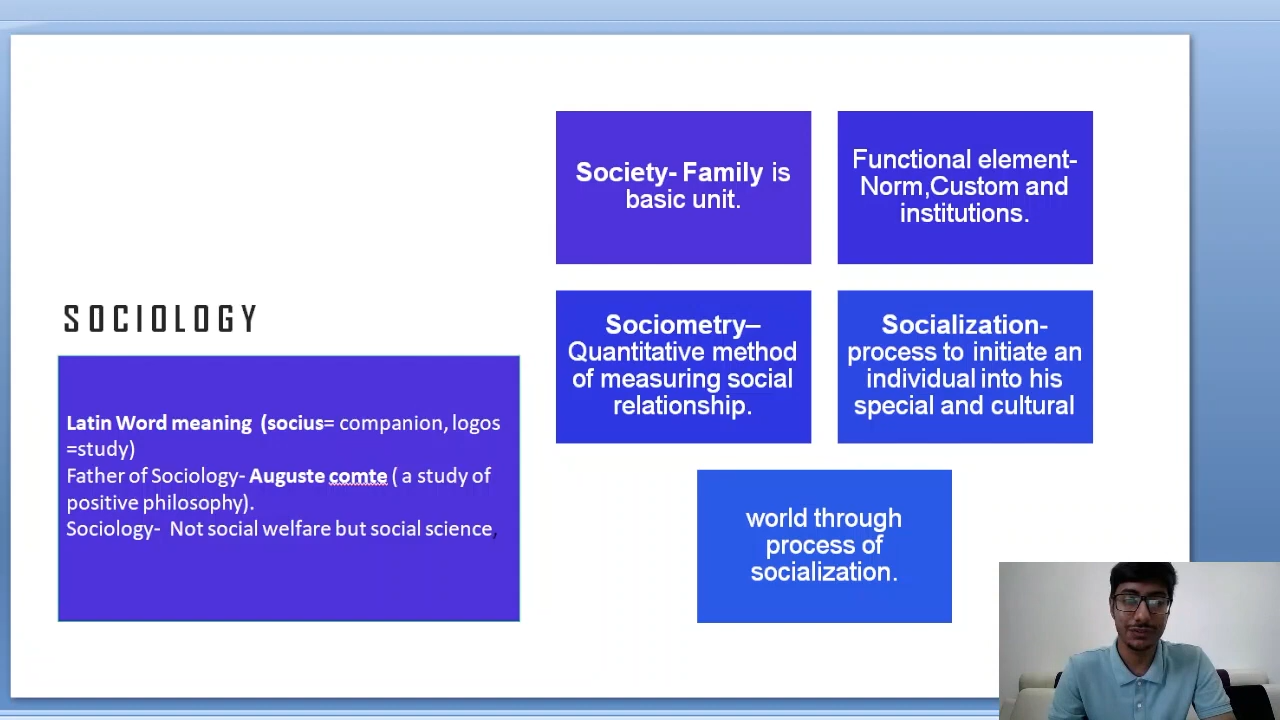 SOCIOLOGY
Latin Word meaning (socius= companion, logos
=study)
Father of Sociology- Auguste comte ( a study of
positive philosophy).
Sociology- Not social welfare but social science,
Society- Family is
basic unit.
Functional element-
Norm,Custom and
institutions.
Sociometry–
Quantitative method
of measuring social
relationship.
Socialization-
process to initiate an
individual into his
special and cultural
world through
process of
socialization.